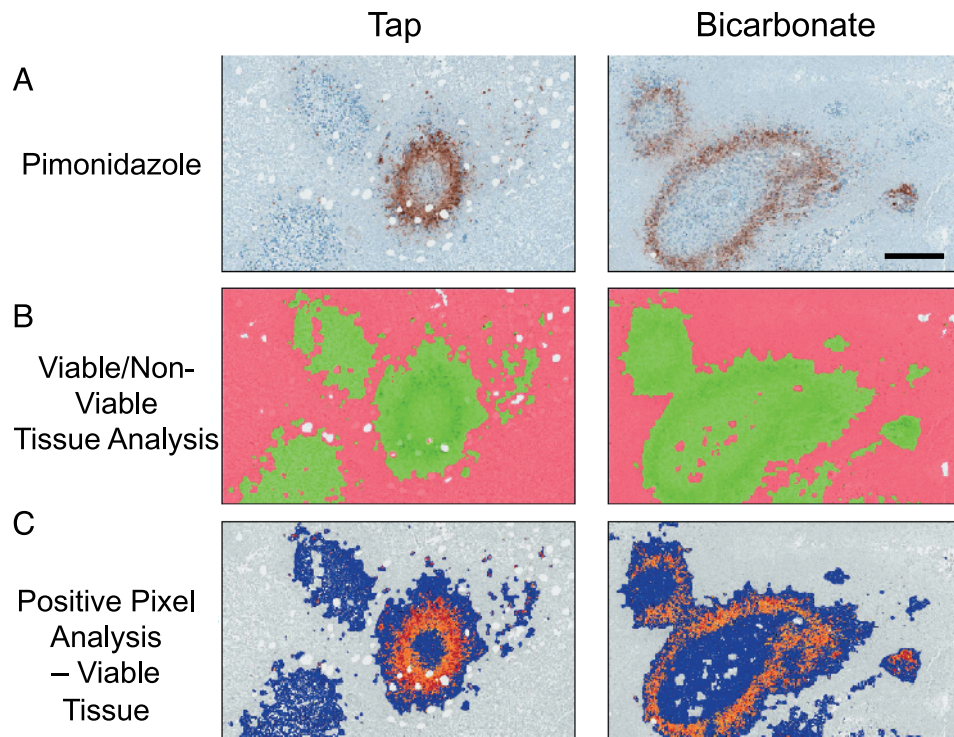 Tap
Bicarbonate
A
Pimonidazole
B
Viable/Non-
Viable
Tissue Analysis
C
Positive Pixel
Analysis
– Viable
Tissue